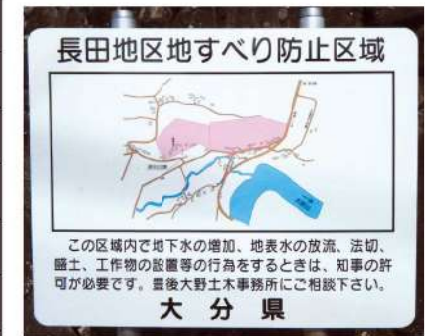 長田地区地すべり防止区域
この区域内で地下水の増加、地表水の放流、法切、
盛土、工作物の設置等の行為をするときは、知事の許
可が必要です。豊後大野土木事務所にご相談下さい。
大分県